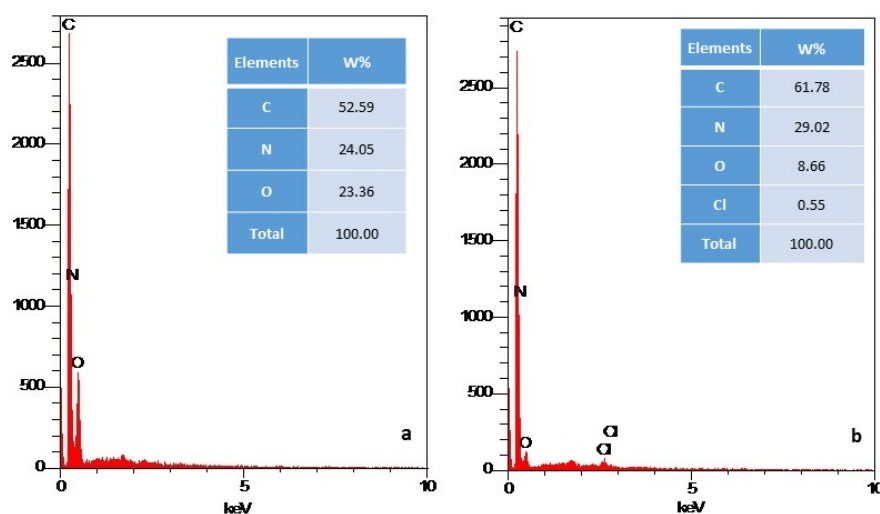 C
2500
2000
1500
1000
500
0
N
O
0
5
10
keV
a
Elements W%
C 52.59
N 24.05
O 23.36
Total 100.00
C
2500
2000
1500
1000
500
0
N
O
Cl
Cl
0
5
10
keV
b
Elements W%
C 61.78
N 29.02
O 8.66
Cl 0.55
Total 100.00